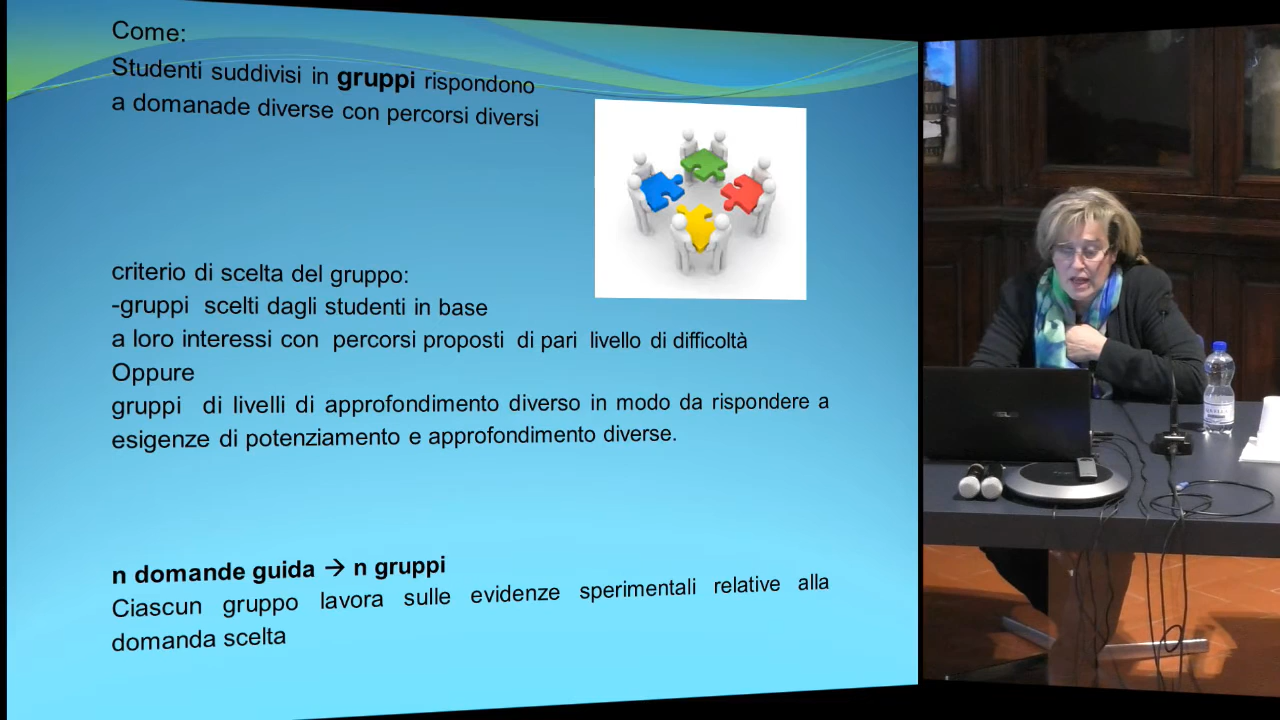 Come:
Studenti suddivisi in gruppi rispondono
a domanade diverse con percorsi diversi
criterio di scelta del gruppo:
-gruppi scelti dagli studenti in base
a loro interessi con percorsi proposti di pari livello di difficoltà
Oppure
gruppi di livelli di approfondimento diverso in modo da rispondere a
esigenze di potenziamento e approfondimento diverse.
n domande guida → n gruppi
Ciascun gruppo lavora sulle evidenze sperimentali relative alla
domanda scelta